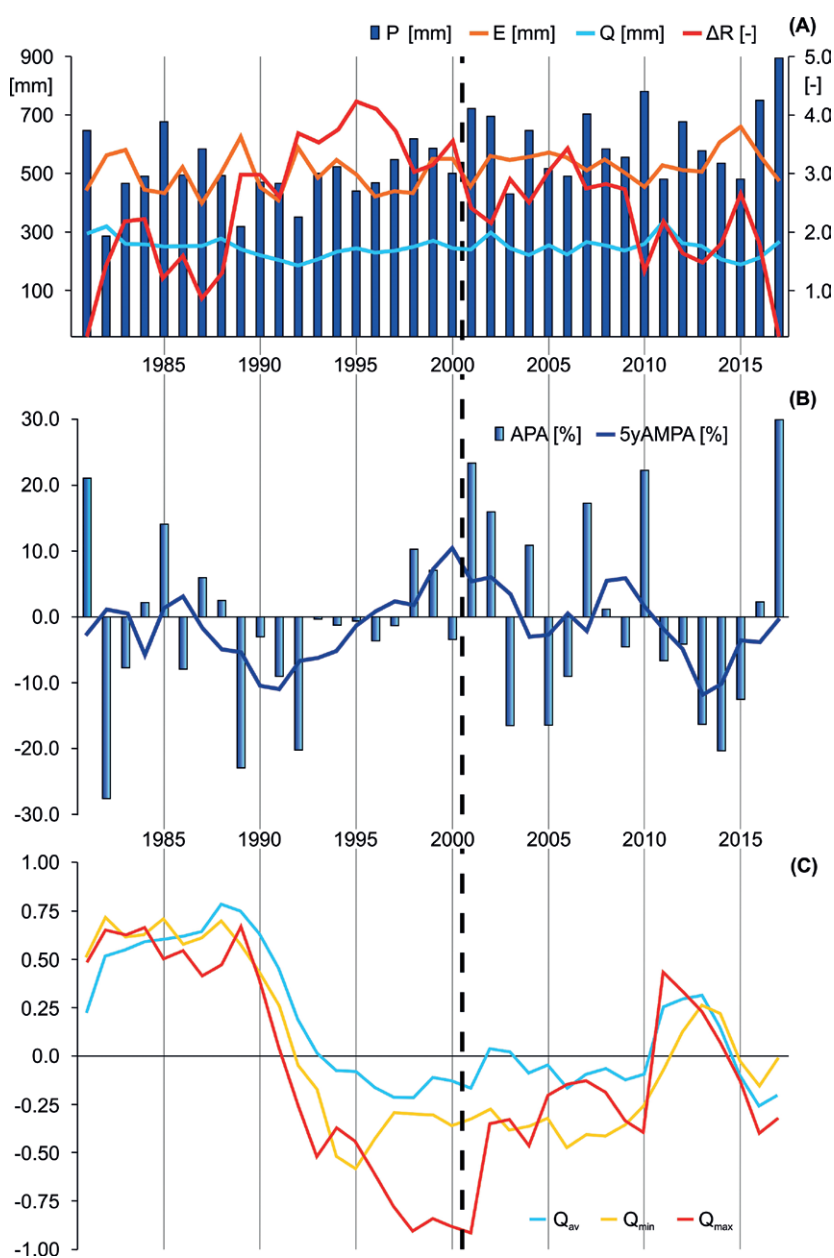 (A)
P [mm] E [mm] Q [mm] ΔR [-]
900 5.0
[mm] [-]
700 4.0
500 3.0
300 2.0
100 1.0
1985 1990 1995 2000 2005 2010 2015
(B)
30.0
APA [%] 5yAMPA [%]
20.0
10.0
0.0
-10.0
-20.0
-30.0
1985 1990 1995 2000 2005 2010 2015
(C)
1.00
0.75
0.50
0.25
0.0
-0.25
-0.50
-0.75
Qav Qmin Qmax
-1.00